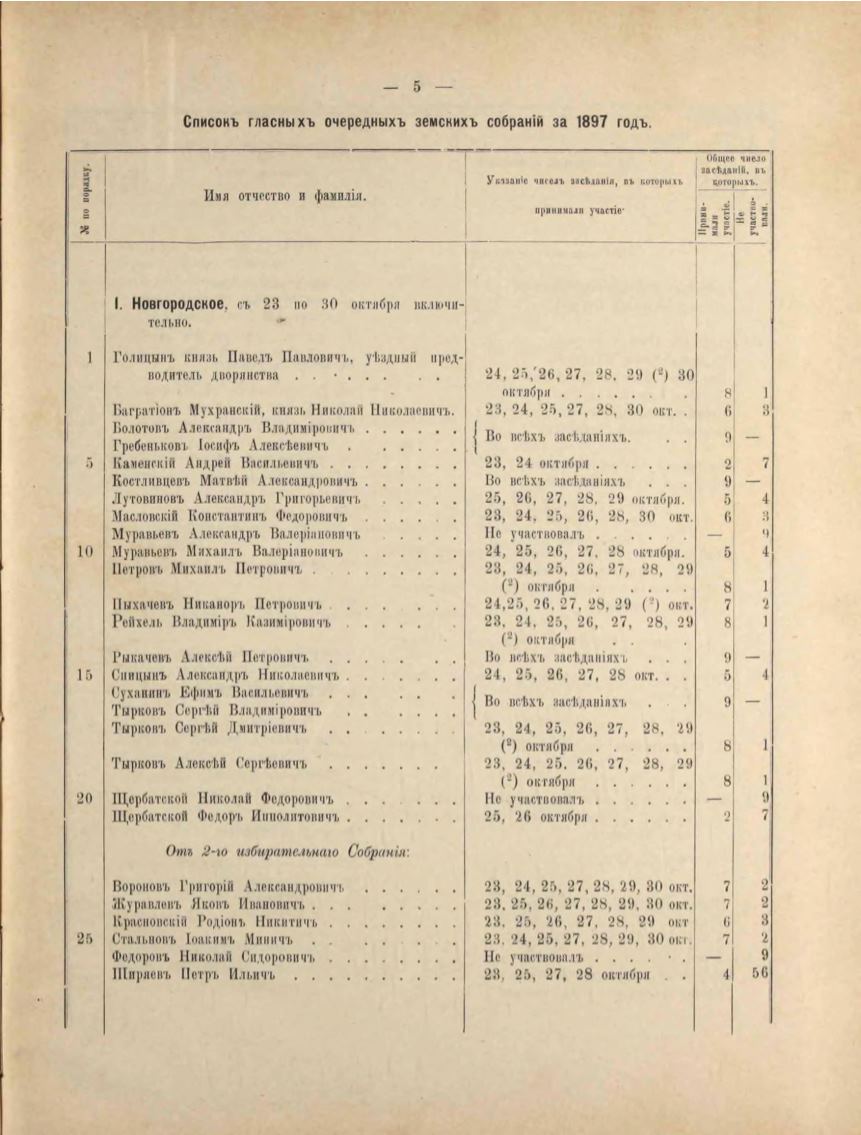 — 5 —
Списокъ гласныхъ очередныхъ земскихъ собраній за 1897 годъ.
№ по порядку.
Имя отчество и фамилія.
Указаніе чиселъ засѣданія, въ которыхъ
принимали участіе·
Общее число
засѣданій, въ
которыхъ.
Прини-
мали
участіе.
Не
участво-
вали.
I. Новгородское, съ 23 по 30 октября включи-
тельно.
1 Голицынъ князь Павелъ Павловичъ, уѣздный пред-
водитель дворянства . . . . . . . 24, 25, 26, 27, 28, 29 (²) 30
октября . . . . . . . 8 1
Багратіонъ Мухранскій, князь Николай Николаевичъ. 23, 24, 25, 27, 28, 30 окт. . 6 3
Болотовъ Александръ Владиміровичъ . . . . . .
Гребеньковъ Іосифъ Алексѣевичъ . . . . . . { Во всѣхъ засѣданіяхъ. . . 9 —
5 Каменскій Андрей Васильевичъ . . . . . . . . 23, 24 октября . . . . . . 2 7
Костливцевъ Матвѣй Александровичъ . . . . . . Во всѣхъ засѣданіяхъ . . . 9 —
Лутовиновъ Александръ Григорьевичъ . . . . . 25, 26, 27, 28, 29 октября. 5 4
Масловскій Константинъ Федоровичъ . . . . . . 23, 24, 25, 26, 28, 30 окт. 6 3
Муравьевъ Александръ Валеріановичъ . . . . . Не участвовалъ . . . . . . — 9
10 Муравьевъ Михаилъ Валеріановичъ . . . . . . 24, 25, 26, 27, 28 октября. 5 4
Петровъ Михаилъ Петровичъ . . . . . . . . . 23, 24, 25, 26, 27, 28, 29
(²) октября . . . . . 8 1
Пыхачевъ Никаноръ Петровичъ . . . . . . . . 24,25, 26, 27, 28, 29 (²) окт. 7 2
Рейхель Владиміръ Казиміровичъ . . . . . . . 23, 24, 25, 26, 27, 28, 29 8 1
(²) октября . . .
Рыкачевъ Алексѣй Петровичъ . . . . . . . . Во всѣхъ засѣданіяхъ . . . 9 —
15 Спицынъ Александръ Николаевичъ . . . . . . . 24, 25, 26, 27, 28 окт. . . 5 4
Суханинъ Ефимъ Васильевичъ . . . . . . .
Тырковъ Сергѣй Владиміровичъ . . . . . . { Во всѣхъ засѣданіяхъ . . 9 —
Тырковъ Сергѣй Дмитріевичъ . . . . . . . . 23, 24, 25, 26, 27, 28, 29
(²) октября . . . . . . 8 1
Тырковъ Алексѣй Сергѣевичъ . . . . . . . 23, 24, 25, 26, 27, 28, 29
(²) октября . . . . . . 8 1
20 Щербатской Николай Федоровичъ . . . . . . . Не участвовалъ . . . . . . — 9
Щербатской Федоръ Ипполитовичъ . . . . . . . 25, 26 октября . . . . . . 2 7
Отъ 2-го избирательнаго Собранія:
Вороновъ Григорій Александровичъ . . . . . . 23, 24, 25, 27, 28, 29, 30 окт. 7 2
Журавлевъ Яковъ Ивановичъ . . . . . . . . . 23, 25, 26, 27, 28, 29, 30 окт. 7 2
Красновскій Родіонъ Никитичъ . . . . . . . . 23, 25, 26, 27, 28, 29 окт 6 3
25 Стальновъ Іоакимъ Миничъ . . . . . . . . . 23, 24, 25, 27, 28, 29, 30 окт. 7 2
Федоровъ Николай Сидоровичъ . . . . . . . . Не участвовалъ . . . . . . — 9
Ширяевъ Петръ Ильичъ . . . . . . . . . . 23, 25, 27, 28 октября . . 4 56